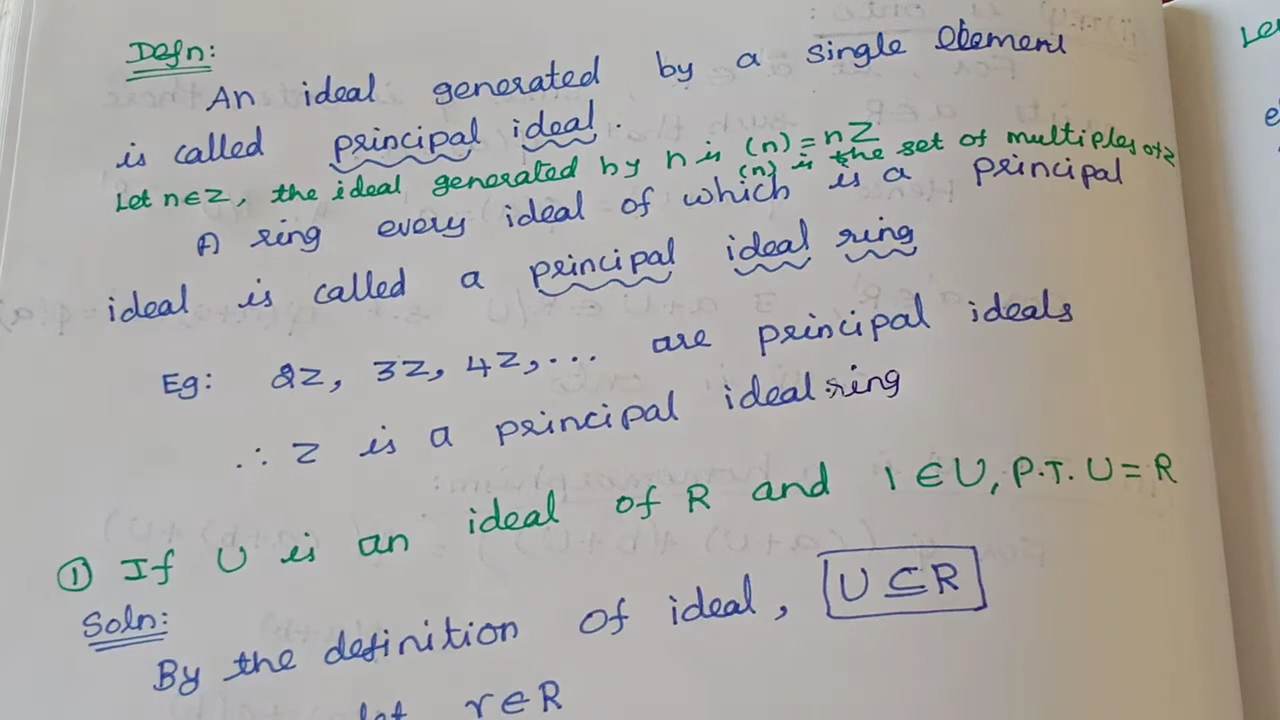 Defn:
An ideal generated by a single element
is called principal ideal.
Let n∈Z, the ideal generated by n is (n)=nZ
(n) is the set of multiples of z
A ring every ideal of which is a principal
ideal is called a principal ideal ring
Eg: 2Z, 3Z, 4Z,... are principal ideals
∴ Z is a principal ideal ring
① If U is an ideal of R and 1∈U, P.T. U=R
Soln:
By the definition of ideal, U⊆R
let r∈R
Le